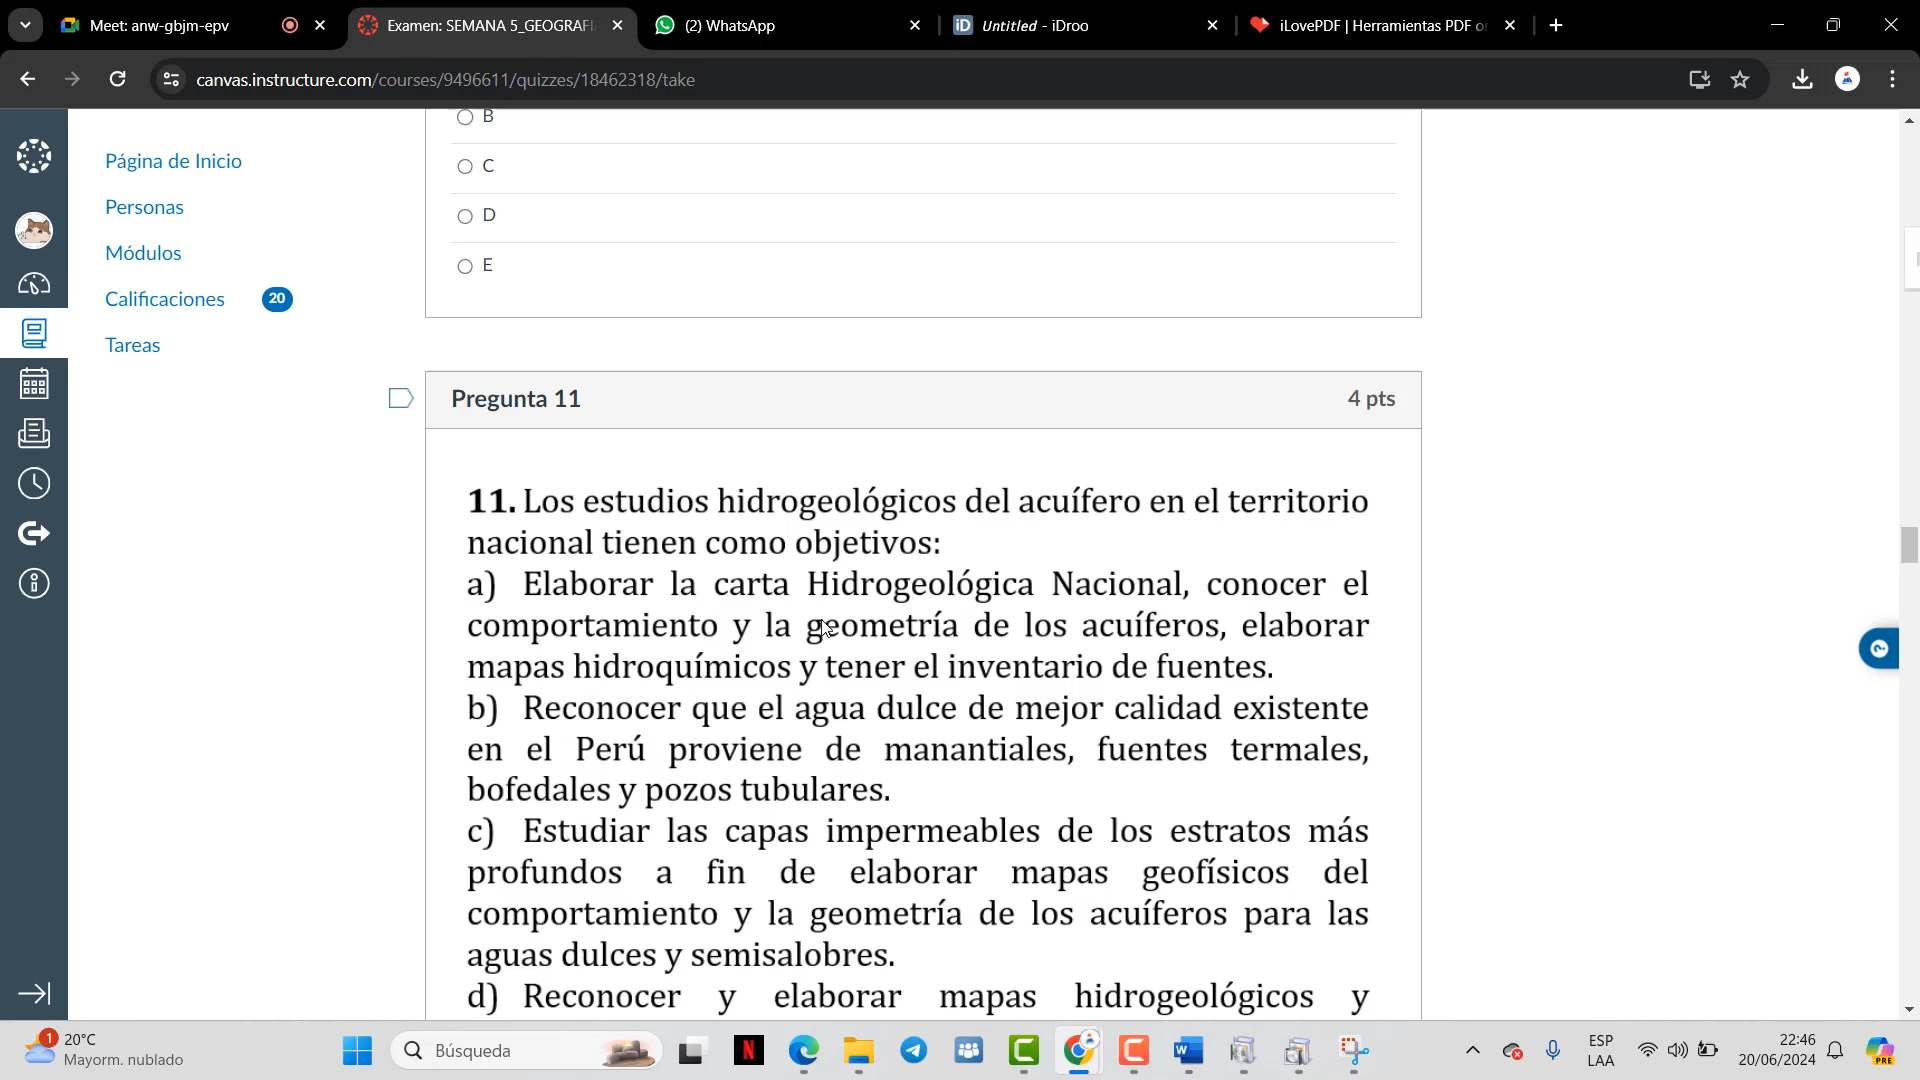 Meet: anw-gbjm-epv
Examen: SEMANA 5_GEOGRAFI
(2) WhatsApp
iD Untitled - iDroo
iLovePDF | Herramientas PDF o
canvas.instructure.com/courses/9496611/quizzes/18462318/take
Página de Inicio
Personas
Módulos
Calificaciones 20
Tareas
B
C
D
E
Pregunta 11 4 pts
11. Los estudios hidrogeológicos del acuífero en el territorio
nacional tienen como objetivos:
a) Elaborar la carta Hidrogeológica Nacional, conocer el
comportamiento y la geometría de los acuíferos, elaborar
mapas hidroquímicos y tener el inventario de fuentes.
b) Reconocer que el agua dulce de mejor calidad existente
en el Perú proviene de manantiales, fuentes termales,
bofedales y pozos tubulares.
c) Estudiar las capas impermeables de los estratos más
profundos a fin de elaborar mapas geofísicos del
comportamiento y la geometría de los acuíferos para las
aguas dulces y semisalobres.
d) Reconocer y elaborar mapas hidrogeológicos y
1
20°C
Mayorm. nublado
Búsqueda
N
W
ESP
LAA
22:46
20/06/2024
PRE